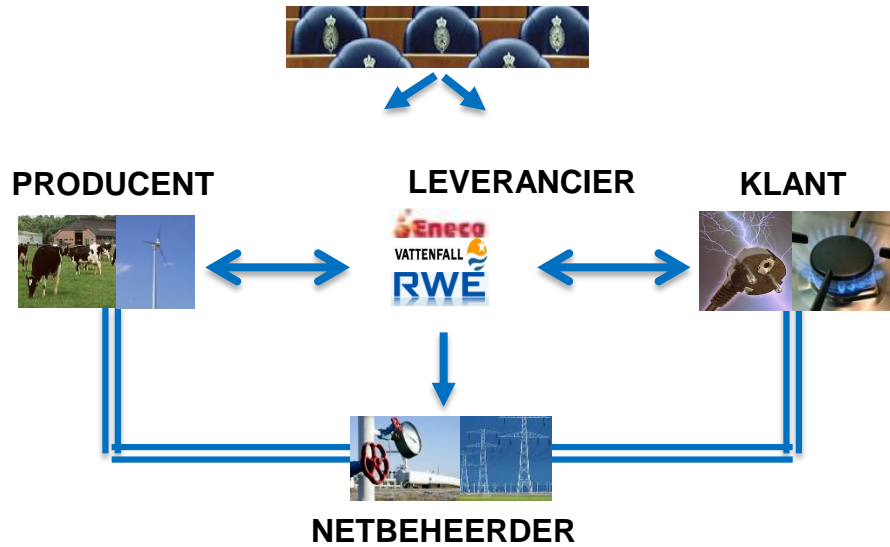 PRODUCENT
LEVERANCIER
KLANT
Eneco
VATTENFALL
RWE
NETBEHEERDER